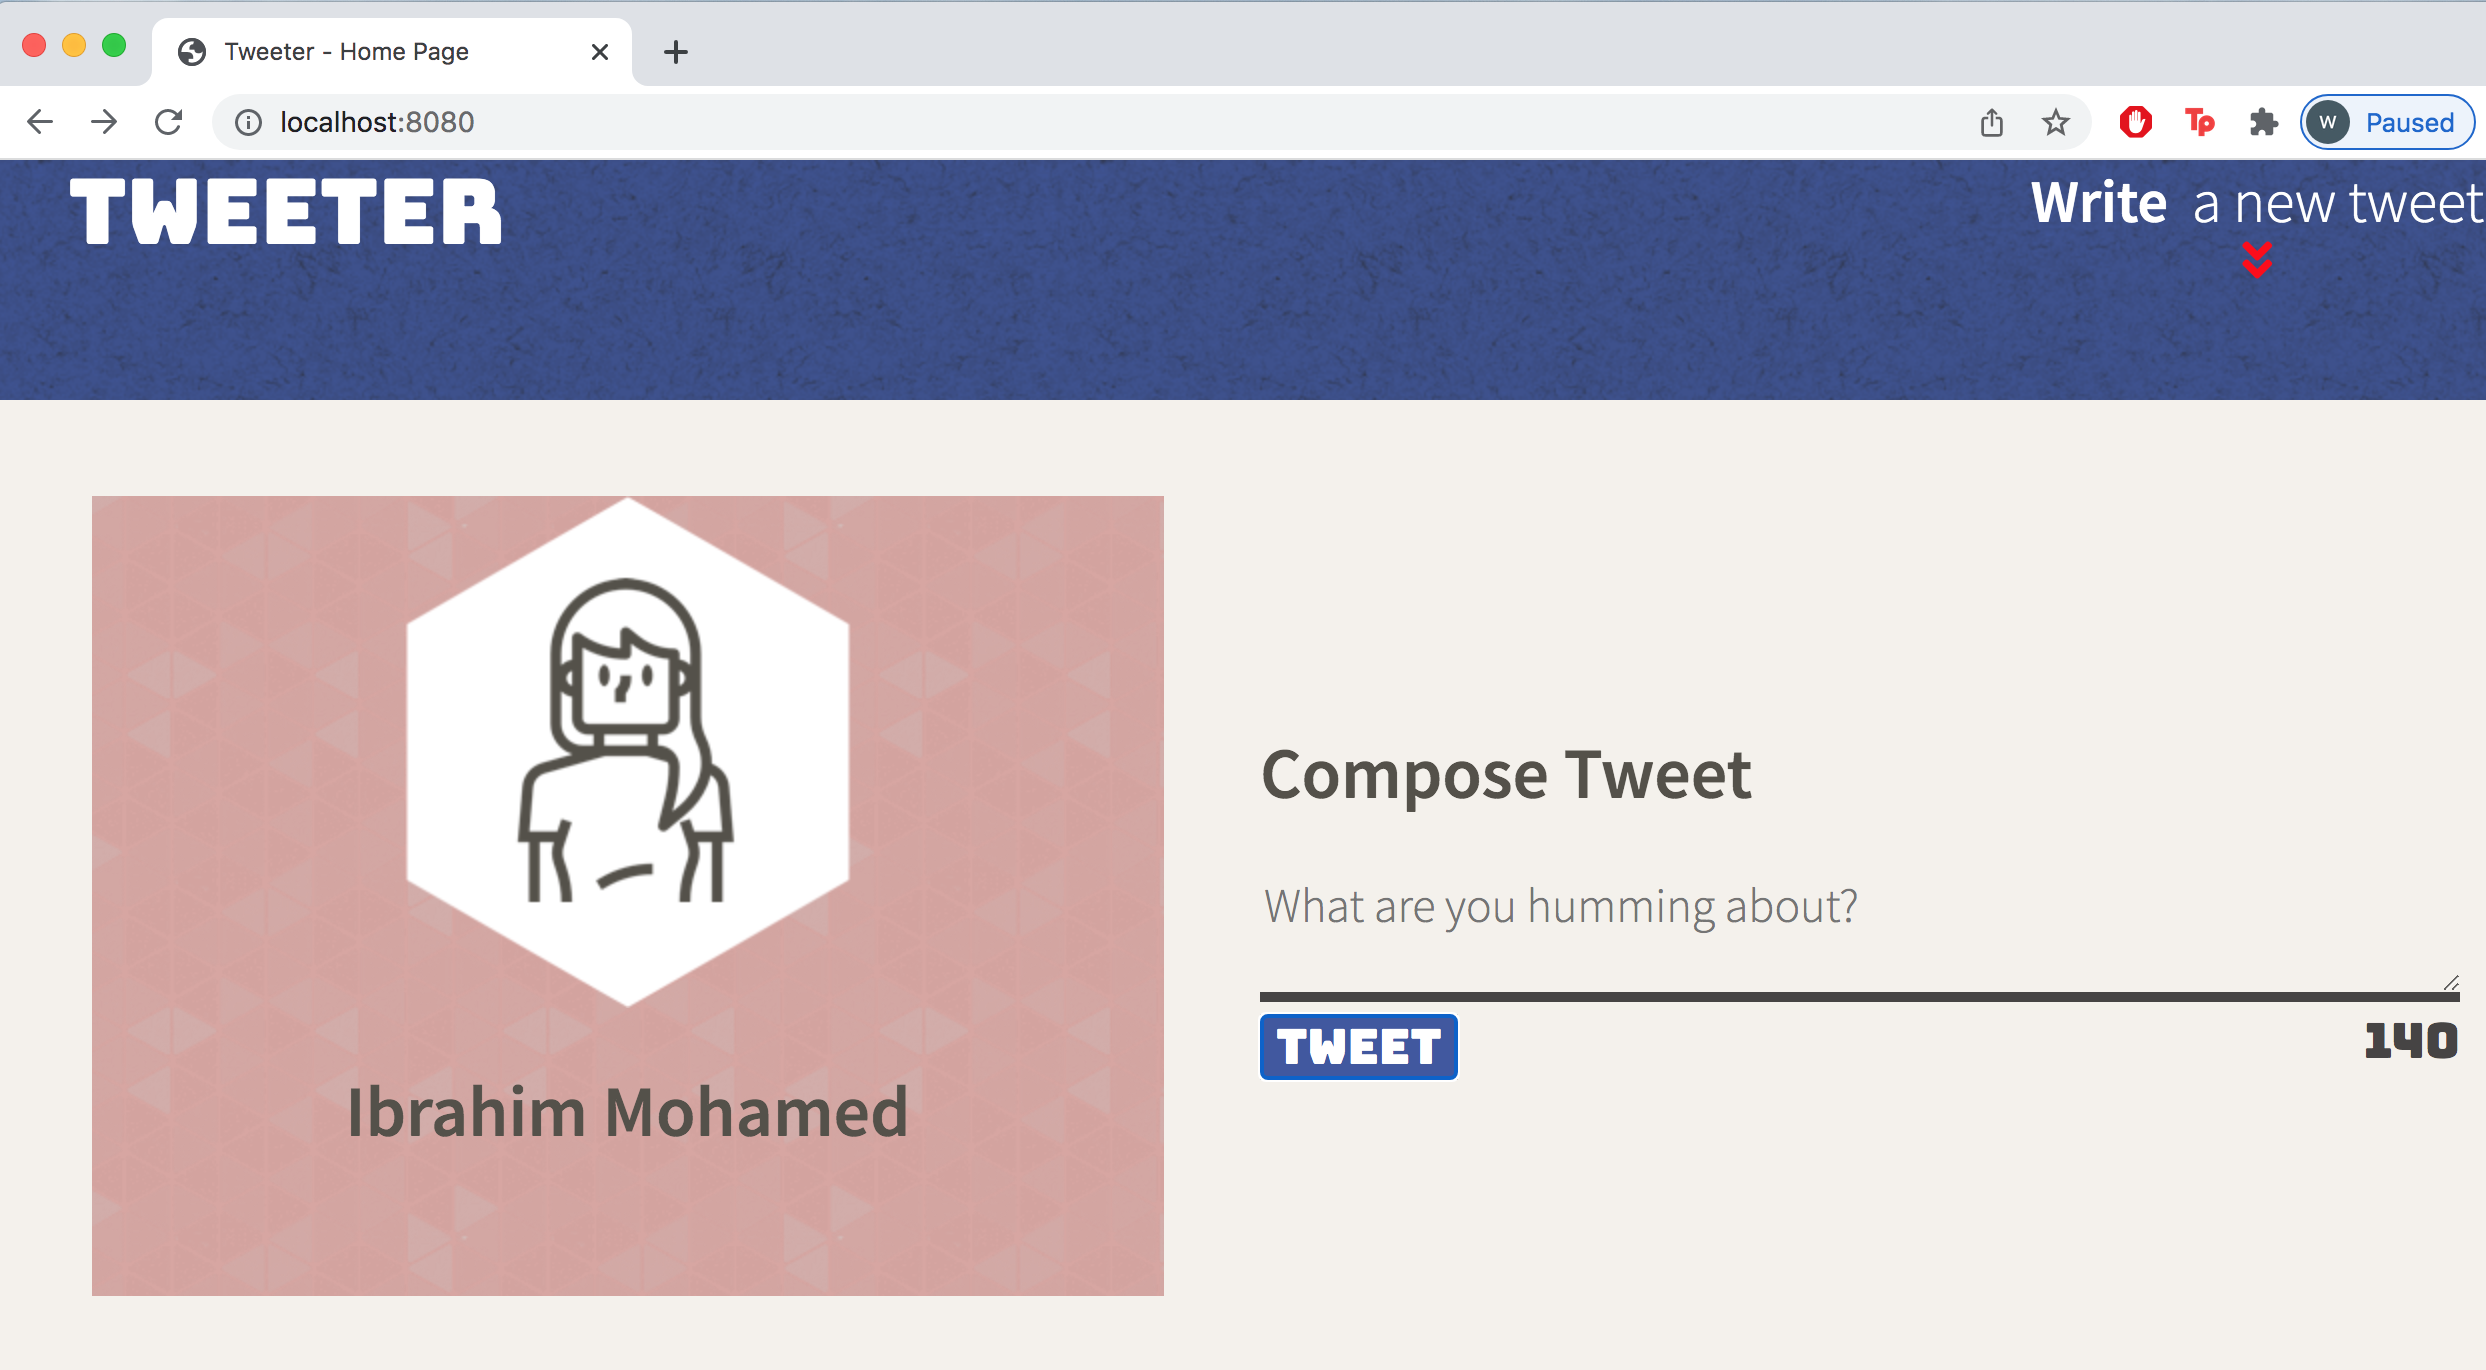 Tweeter - Home Page
localhost:8080
Tp
W
Paused
TWEETER
Write a new tweet
Ibrahim Mohamed
Compose Tweet
What are you humming about?
TWEET
140